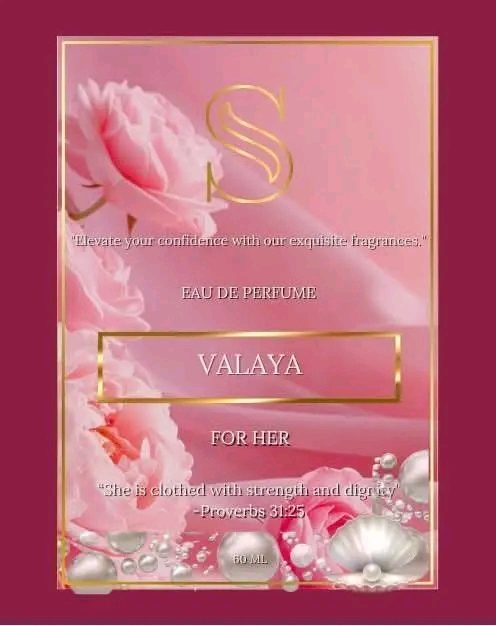 S
"Elevate your confidence with our exquisite fragrances."
EAU DE PERFUME
VALAYA
FOR HER
"She is clothed with strength and dignity"
~Proverbs 31:25
60 ML